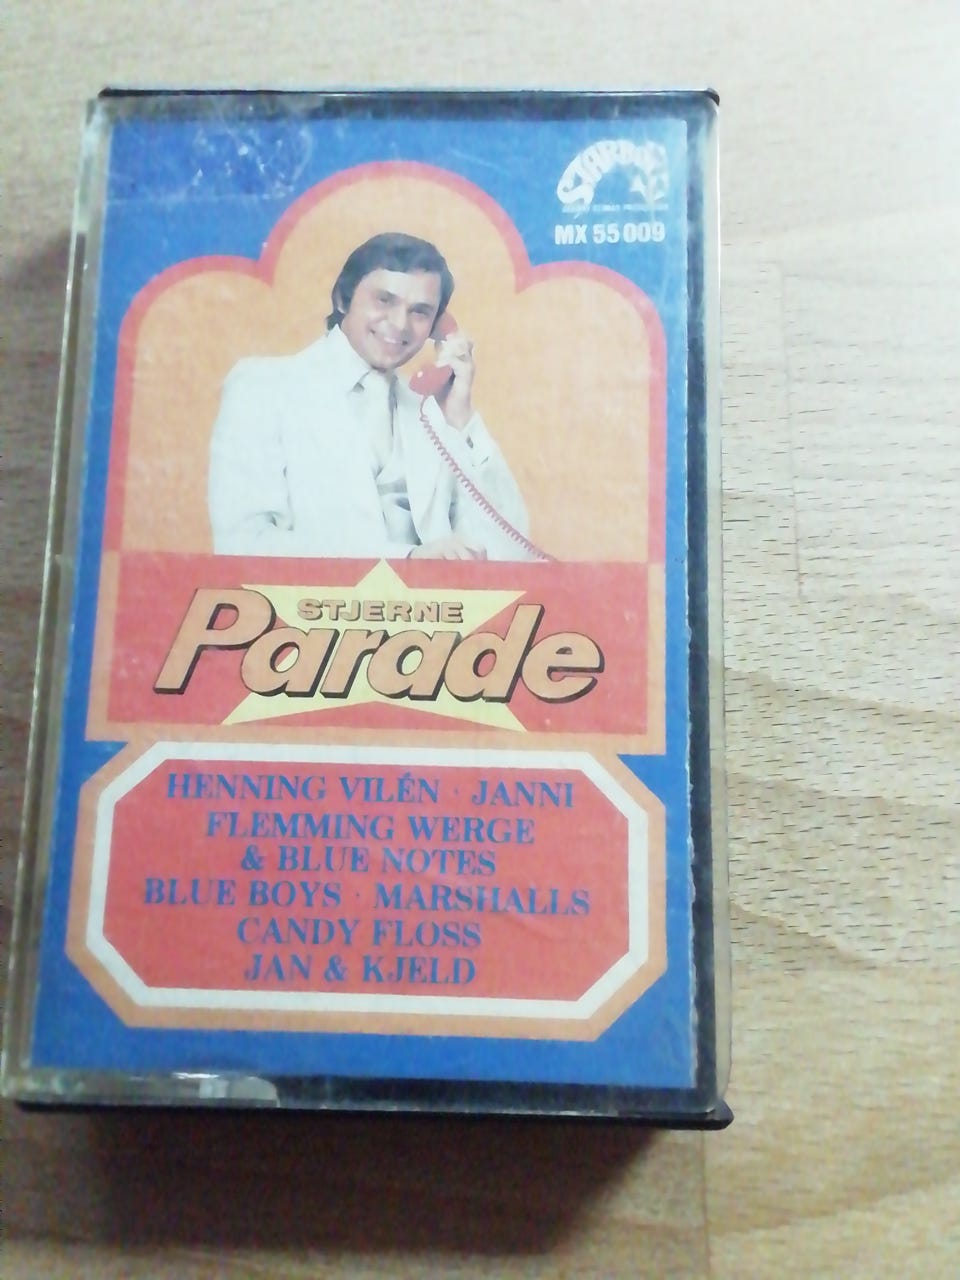 STARBOX
MX 55 009
STJERNE
Parade
HENNING VILÉN · JANNI
FLEMMING WERGE
& BLUE NOTES
BLUE BOYS · MARSHALLS
CANDY FLOSS
JAN & KJELD